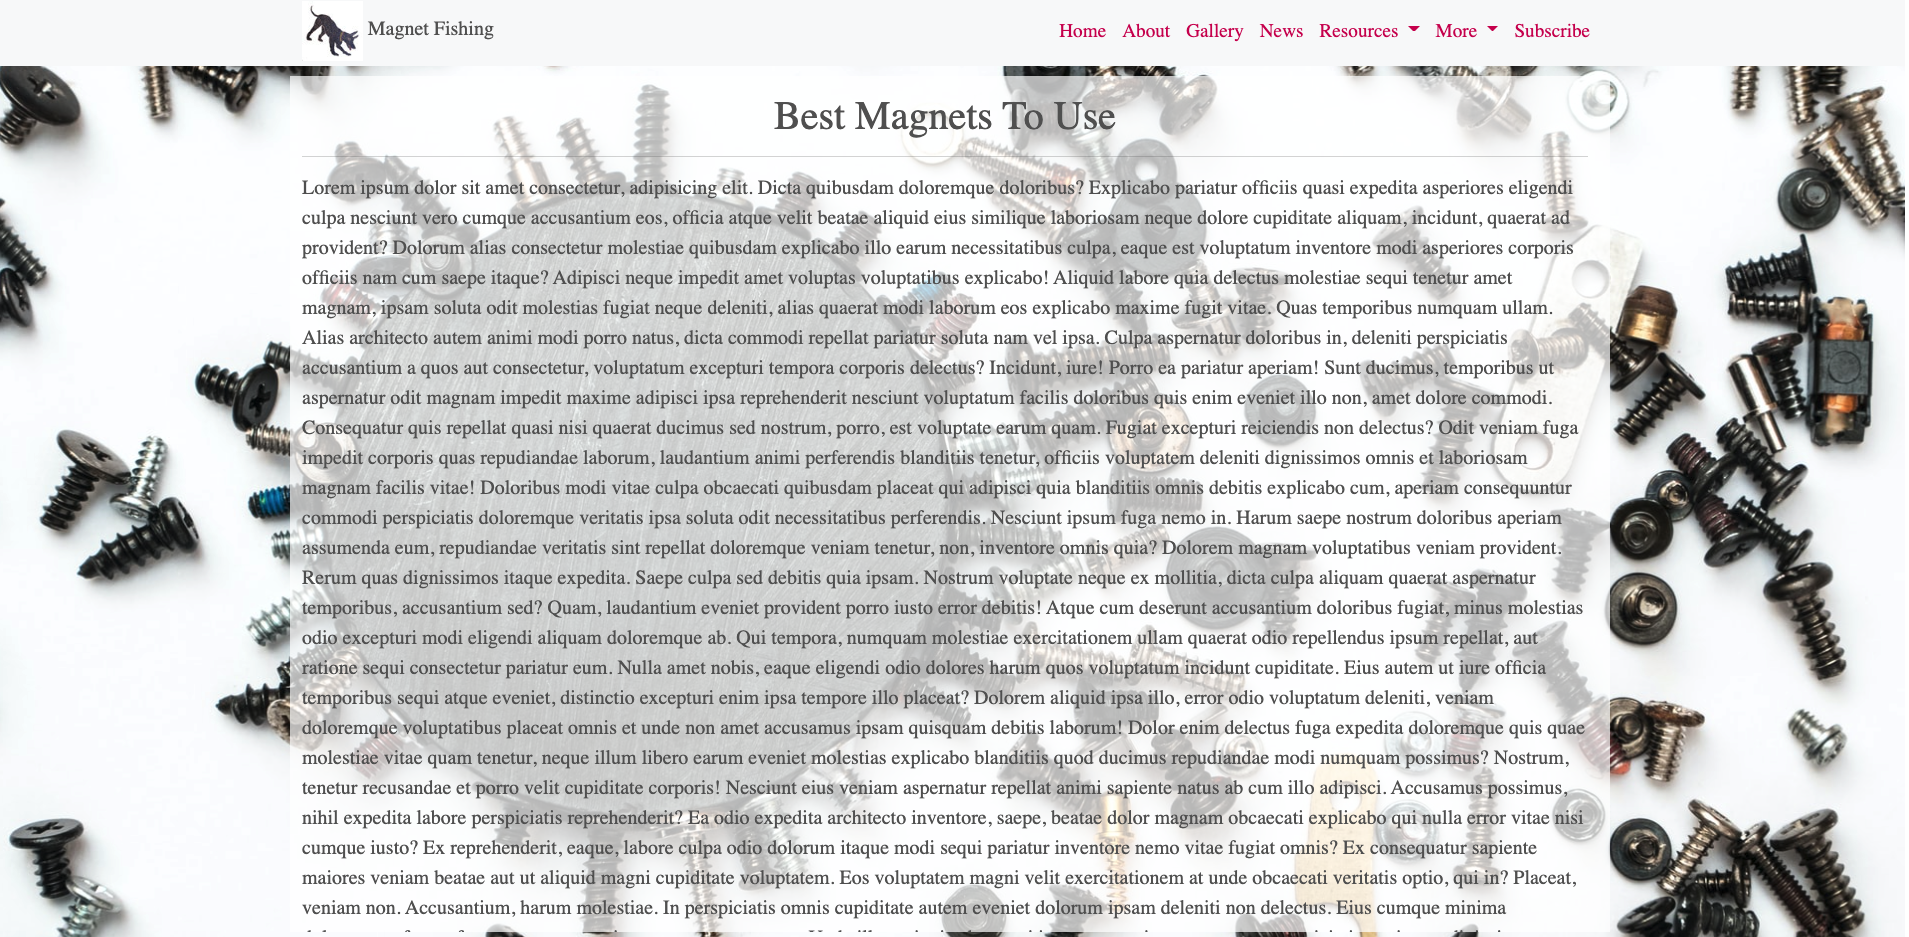 Magnet Fishing
Home About Gallery News Resources More Subscribe
Best Magnets To Use
Lorem ipsum dolor sit amet consectetur, adipisicing elit. Dicta quibusdam doloremque doloribus? Explicabo pariatur officiis quasi expedita asperiores eligendi
culpa nesciunt vero cumque accusantium eos, officia atque velit beatae aliquid eius similique laboriosam neque dolore cupiditate aliquam, incidunt, quaerat ad
provident? Dolorum alias consectetur molestiae quibusdam explicabo illo earum necessitatibus culpa, eaque est voluptatum inventore modi asperiores corporis
officiis nam cum saepe itaque? Adipisci neque impedit amet voluptas voluptatibus explicabo! Aliquid labore quia delectus molestiae sequi tenetur amet
magnam, ipsam soluta odit molestias fugiat neque deleniti, alias quaerat modi laborum eos explicabo maxime fugit vitae. Quas temporibus numquam ullam.
Alias architecto autem animi modi porro natus, dicta commodi repellat pariatur soluta nam vel ipsa. Culpa aspernatur doloribus in, deleniti perspiciatis
accusantium a quos aut consectetur, voluptatum excepturi tempora corporis delectus? Incidunt, iure! Porro ea pariatur aperiam! Sunt ducimus, temporibus ut
aspernatur odit magnam impedit maxime adipisci ipsa reprehenderit nesciunt voluptatum facilis doloribus quis enim eveniet illo non, amet dolore commodi.
Consequatur quis repellat quasi nisi quaerat ducimus sed nostrum, porro, est voluptate earum quam. Fugiat excepturi reiciendis non delectus? Odit veniam fuga
impedit corporis quas repudiandae laborum, laudantium animi perferendis blanditiis tenetur, officiis voluptatem deleniti dignissimos omnis et laboriosam
magnam facilis vitae! Doloribus modi vitae culpa obcaecati quibusdam placeat qui adipisci quia blanditiis omnis debitis explicabo cum, aperiam consequuntur
commodi perspiciatis doloremque veritatis ipsa soluta odit necessitatibus perferendis. Nesciunt ipsum fuga nemo in. Harum saepe nostrum doloribus aperiam
assumenda eum, repudiandae veritatis sint repellat doloremque veniam tenetur, non, inventore omnis quia? Dolorem magnam voluptatibus veniam provident.
Rerum quas dignissimos itaque expedita. Saepe culpa sed debitis quia ipsam. Nostrum voluptate neque ex mollitia, dicta culpa aliquam quaerat aspernatur
temporibus, accusantium sed? Quam, laudantium eveniet provident porro iusto error debitis! Atque cum deserunt accusantium doloribus fugiat, minus molestias
odio excepturi modi eligendi aliquam doloremque ab. Qui tempora, numquam molestiae exercitationem ullam quaerat odio repellendus ipsum repellat, aut
ratione sequi consectetur pariatur eum. Nulla amet nobis, eaque eligendi odio dolores harum quos voluptatum incidunt cupiditate. Eius autem ut iure officia
temporibus sequi atque eveniet, distinctio excepturi enim ipsa tempore illo placeat? Dolorem aliquid ipsa illo, error odio voluptatum deleniti, veniam
doloremque voluptatibus placeat omnis et unde non amet accusamus ipsam quisquam debitis laborum! Dolor enim delectus fuga expedita doloremque quis quae
molestiae vitae quam tenetur, neque illum libero earum eveniet molestias explicabo blanditiis quod ducimus repudiandae modi numquam possimus? Nostrum,
tenetur recusandae et porro velit cupiditate corporis! Nesciunt eius veniam aspernatur repellat animi sapiente natus ab cum illo adipisci. Accusamus possimus,
nihil expedita labore perspiciatis reprehenderit? Ea odio expedita architecto inventore, saepe, beatae dolor magnam obcaecati explicabo qui nulla error vitae nisi
cumque iusto? Ex reprehenderit, eaque, labore culpa odio dolorum itaque modi sequi pariatur inventore nemo vitae fugiat omnis? Ex consequatur sapiente
maiores veniam beatae aut ut aliquid magni cupiditate voluptatem. Eos voluptatem magni velit exercitationem at unde obcaecati veritatis optio, qui in? Placeat,
veniam non. Accusantium, harum molestiae. In perspiciatis omnis cupiditate autem eveniet dolorum ipsam deleniti non delectus. Eius cumque minima